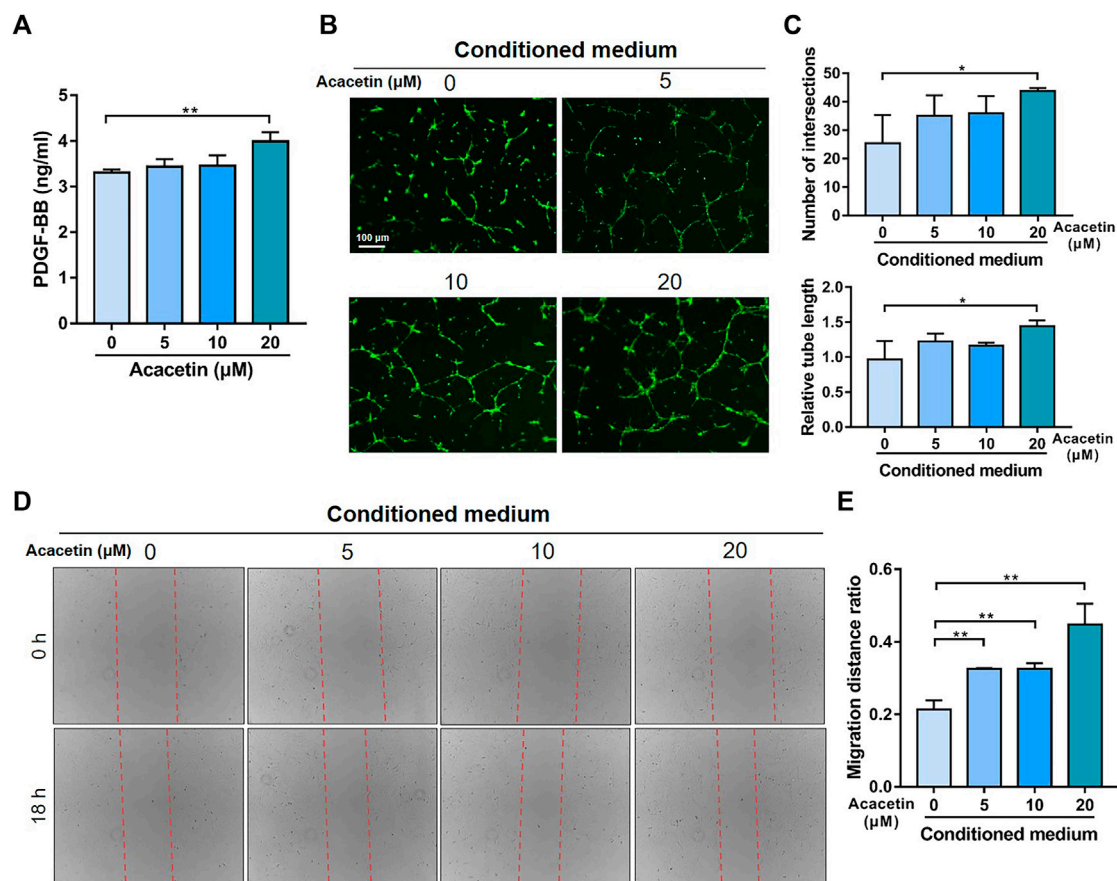 A
PDGF-BB (ng/ml)
5
4
3
2
1
0
**
0 5 10 20
Acacetin (μM)
B
Conditioned medium
Acacetin (μM) 0 5
100 μm
10 20
C
Number of intersections
50
40
30
20
10
0
*
0 5 10 20 Acacetin
(μM)
Conditioned medium
Relative tube length
2.0
1.5
1.0
0.5
0.0
*
0 5 10 20 Acacetin
(μM)
Conditioned medium
D
Conditioned medium
Acacetin (μM) 0 5 10 20
0 h
18 h
E
Migration distance ratio
0.6
0.4
0.2
0.0
**
**
**
Acacetin 0 5 10 20
(μM)
Conditioned medium